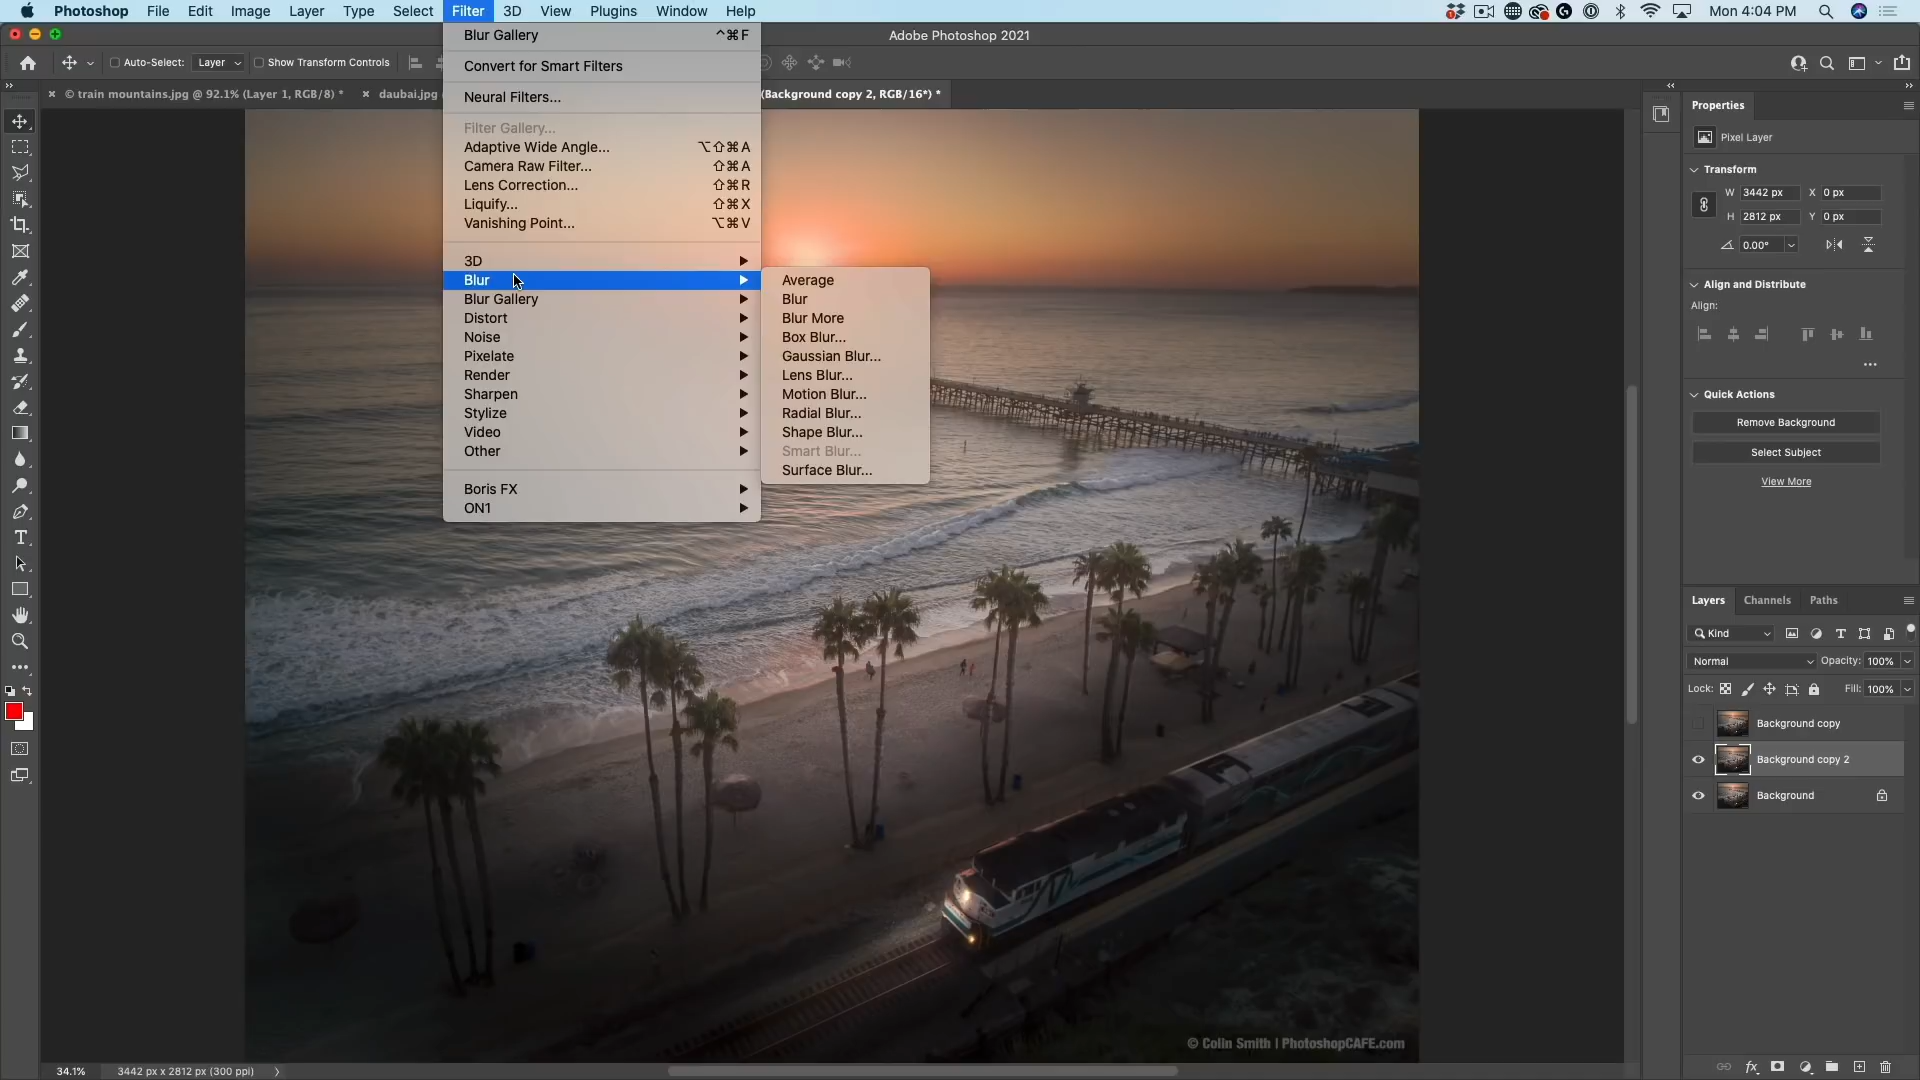 Photoshop File Edit Image Layer Type Select Filter 3D View Plugins Window Help Mon 4:04 PM
Adobe Photoshop 2021
Auto-Select: Layer Show Transform Controls
© train mountains.jpg @ 92.1% (Layer 1, RGB/8) * daubai.jpg (Background copy 2, RGB/16*) *
Blur Gallery ^⌘F
Convert for Smart Filters
Neural Filters...
Filter Gallery...
Adaptive Wide Angle... ⌥⇧⌘A
Camera Raw Filter... ⇧⌘A
Lens Correction... ⇧⌘R
Liquify... ⇧⌘X
Vanishing Point... ⌥⌘V
3D
Blur
Blur Gallery
Distort
Noise
Pixelate
Render
Sharpen
Stylize
Video
Other
Boris FX
ON1
Average
Blur
Blur More
Box Blur...
Gaussian Blur...
Lens Blur...
Motion Blur...
Radial Blur...
Shape Blur...
Smart Blur...
Surface Blur...
Properties
Pixel Layer
Transform
W 3442 px X 0 px
H 2812 px Y 0 px
0.00°
Align and Distribute
Align:
Quick Actions
Remove Background
Select Subject
View More
Layers Channels Paths
Kind
Normal Opacity: 100%
Lock: Fill: 100%
Background copy
Background copy 2
Background
© Colin Smith | PhotoshopCAFE.com
34.1% 3442 px x 2812 px (300 ppi)